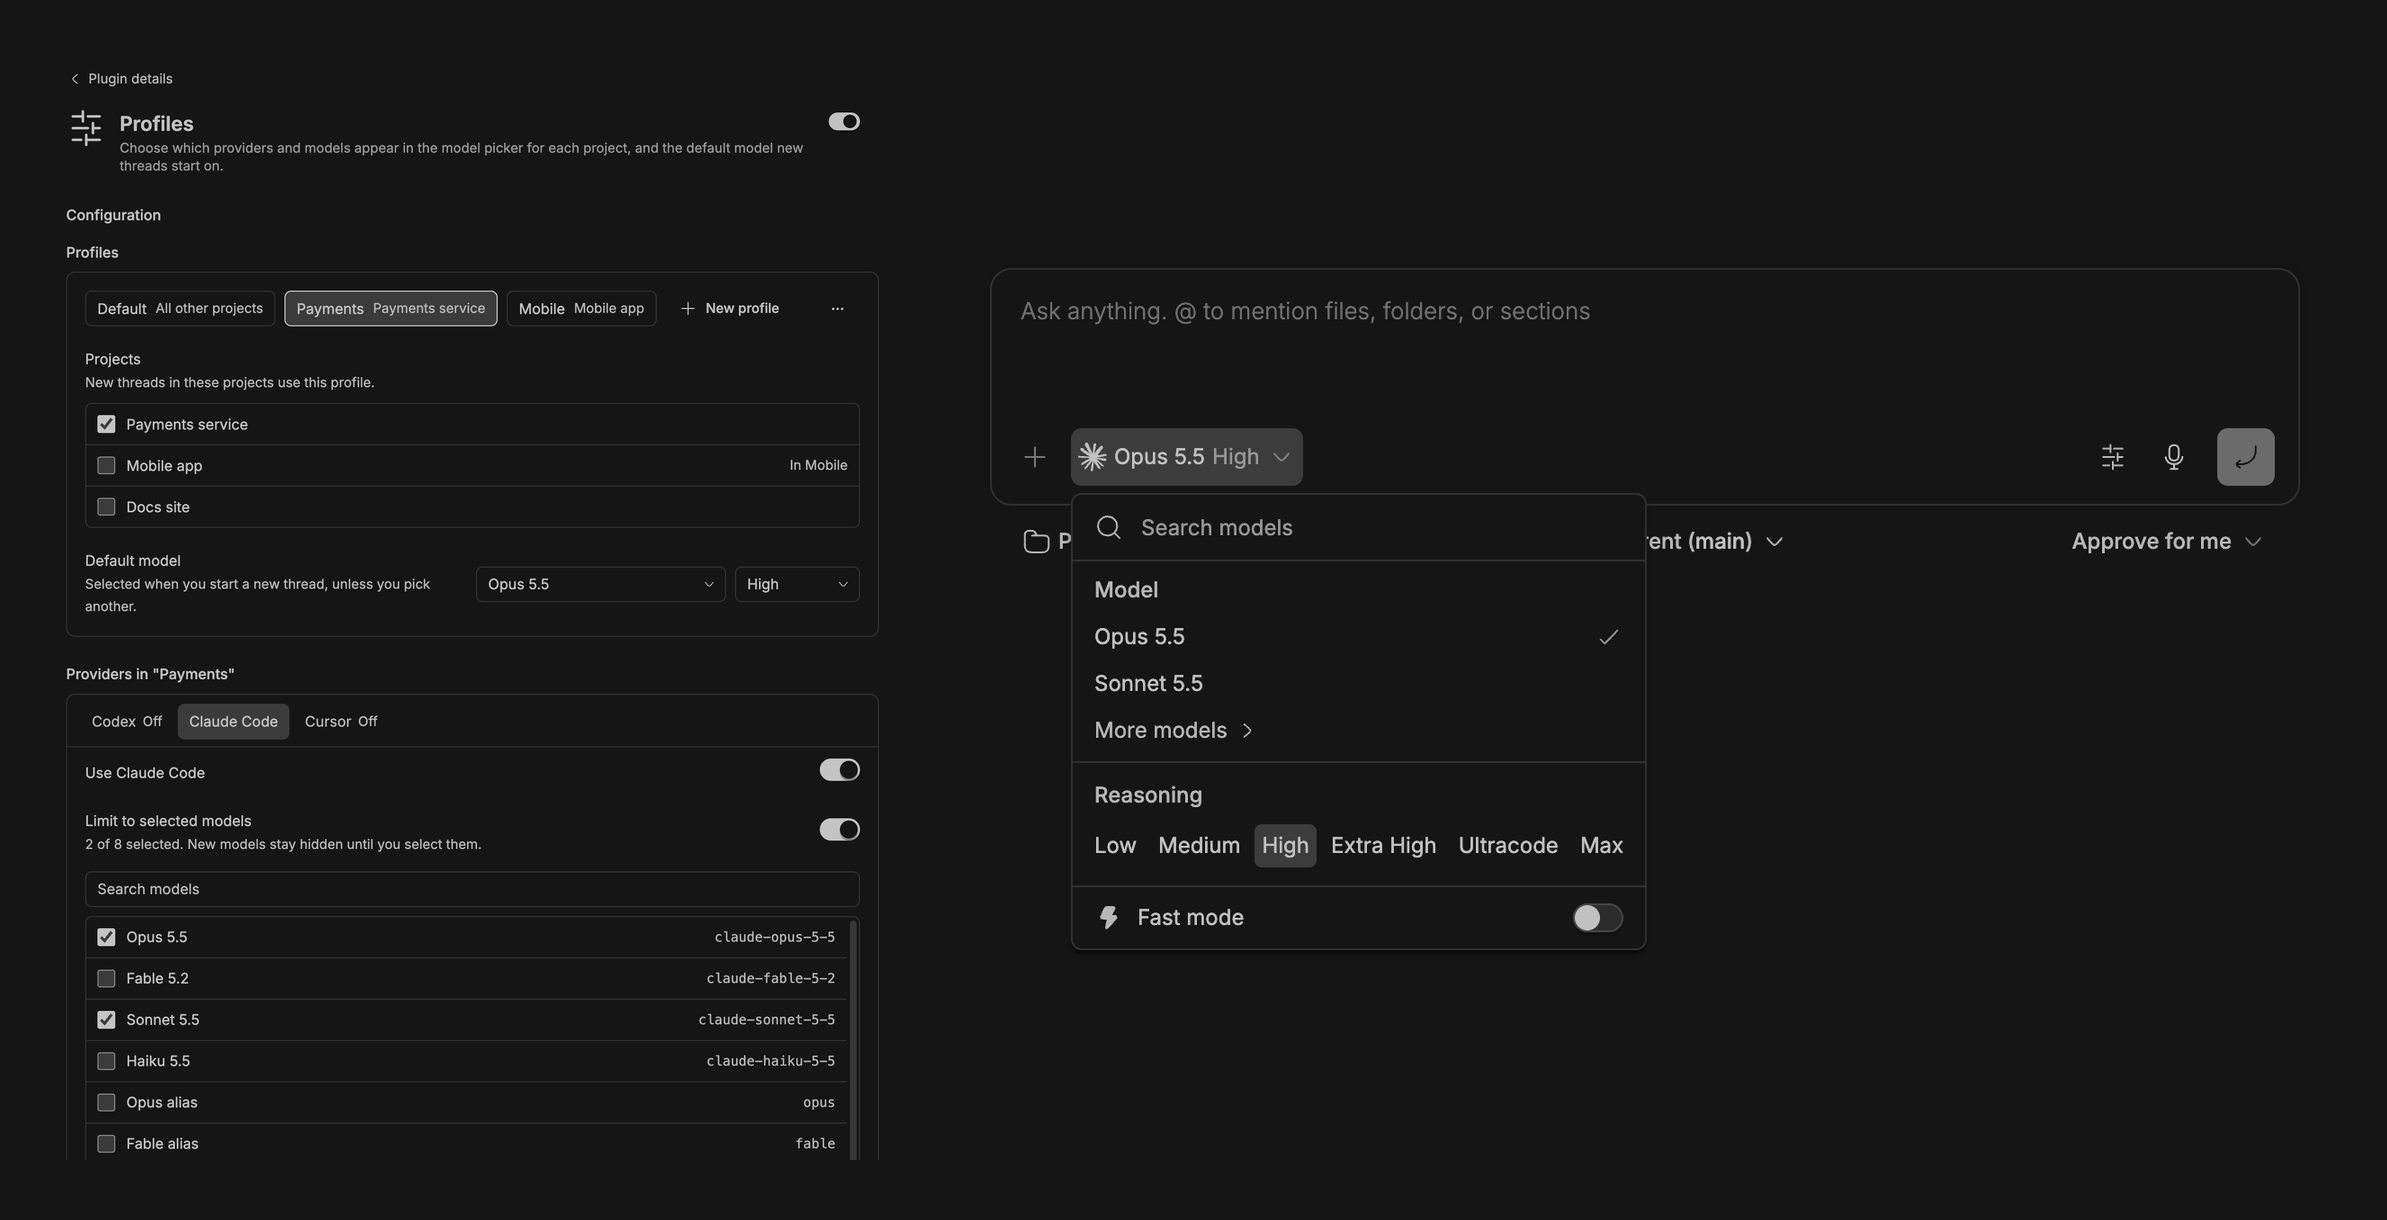 Plugin details
Profiles
Choose which providers and models appear in the model picker for each project, and the default model new
threads start on.
Configuration
Profiles
Default All other projects
Payments Payments service
Mobile Mobile app
New profile
...
Projects
New threads in these projects use this profile.
Payments service
Mobile app In Mobile
Docs site
Default model
Selected when you start a new thread, unless you pick
another.
Opus 5.5
High
Providers in "Payments"
Codex Off
Claude Code
Cursor Off
Use Claude Code
Limit to selected models
2 of 8 selected. New models stay hidden until you select them.
Search models
Opus 5.5 claude-opus-5-5
Fable 5.2 claude-fable-5-2
Sonnet 5.5 claude-sonnet-5-5
Haiku 5.5 claude-haiku-5-5
Opus alias opus
Fable alias fable
Ask anything. @ to mention files, folders, or sections
Opus 5.5 High
(main)
Approve for me
Search models
Model
Opus 5.5
Sonnet 5.5
More models
Reasoning
Low Medium High Extra High Ultracode Max
Fast mode